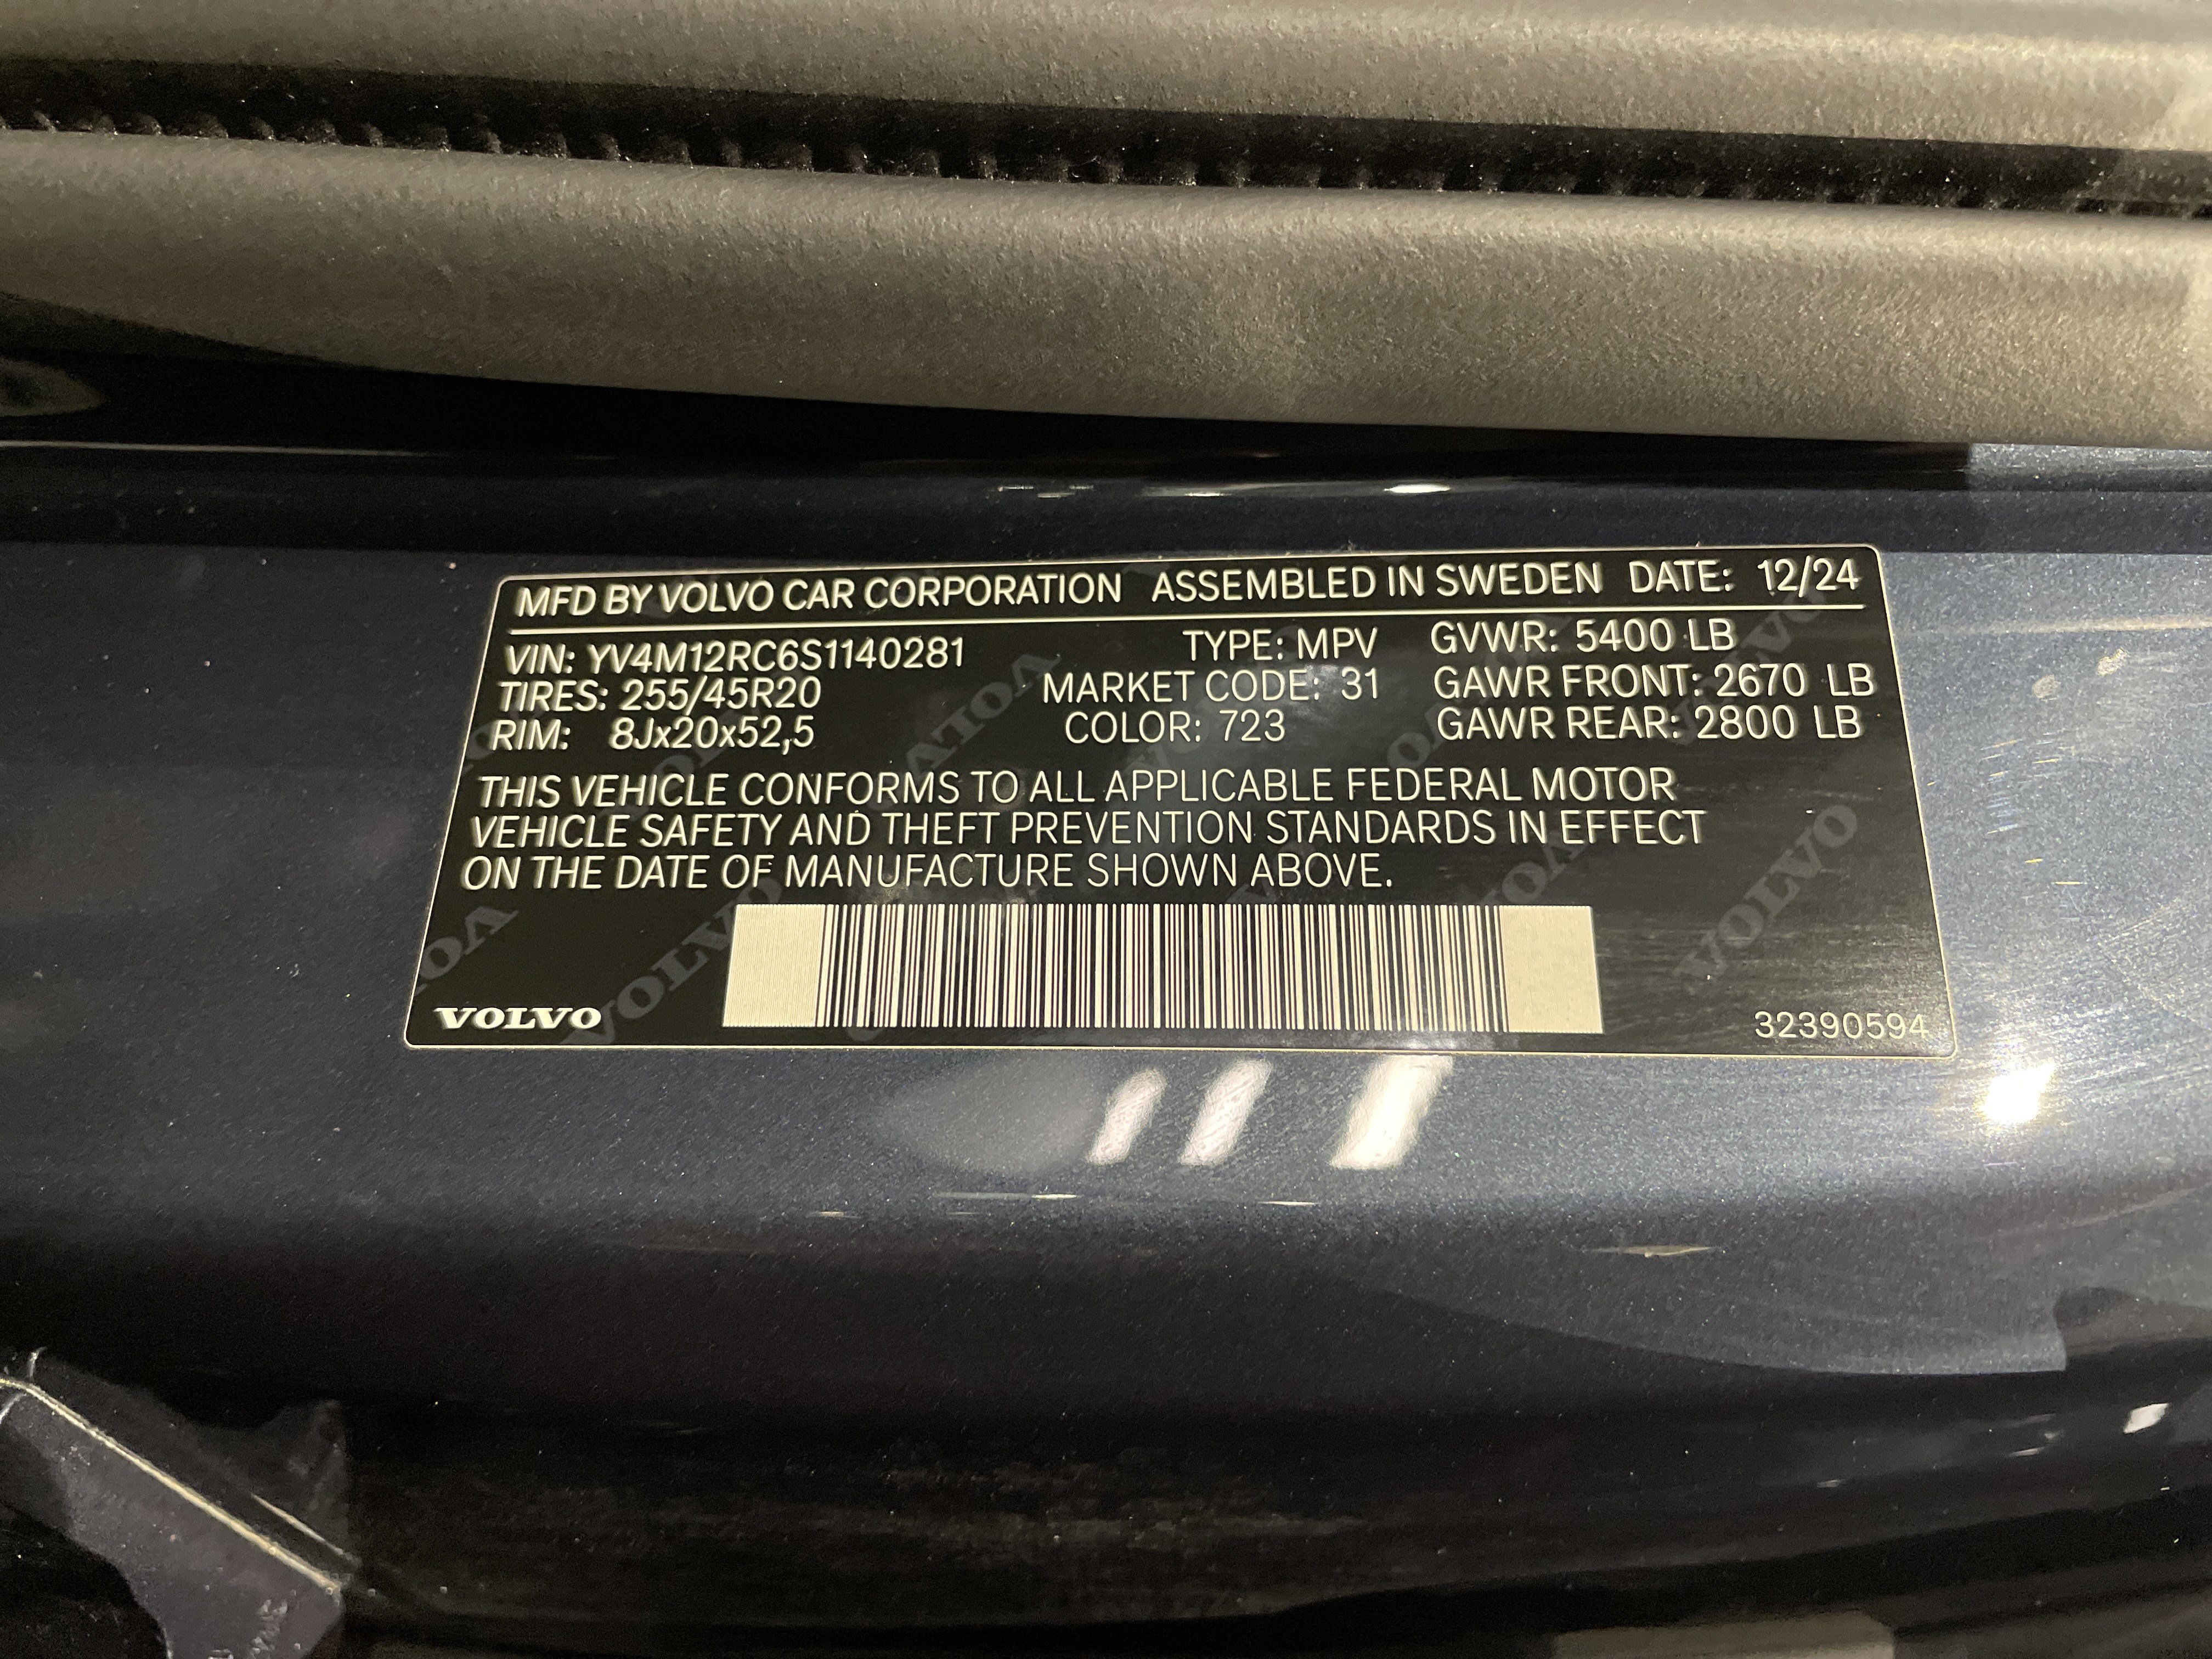 MFD BY VOLVO CAR CORPORATION ASSEMBLED IN SWEDEN DATE: 12/24
VIN: YV4M12RC6S1140281 TYPE: MPV GVWR: 5400 LB
TIRES: 255/45R20 MARKET CODE: 31 GAWR FRONT: 2670 LB
RIM: 8Jx20x52,5 COLOR: 723 GAWR REAR: 2800 LB
THIS VEHICLE CONFORMS TO ALL APPLICABLE FEDERAL MOTOR
VEHICLE SAFETY AND THEFT PREVENTION STANDARDS IN EFFECT
ON THE DATE OF MANUFACTURE SHOWN ABOVE.
VOLVO 32390594